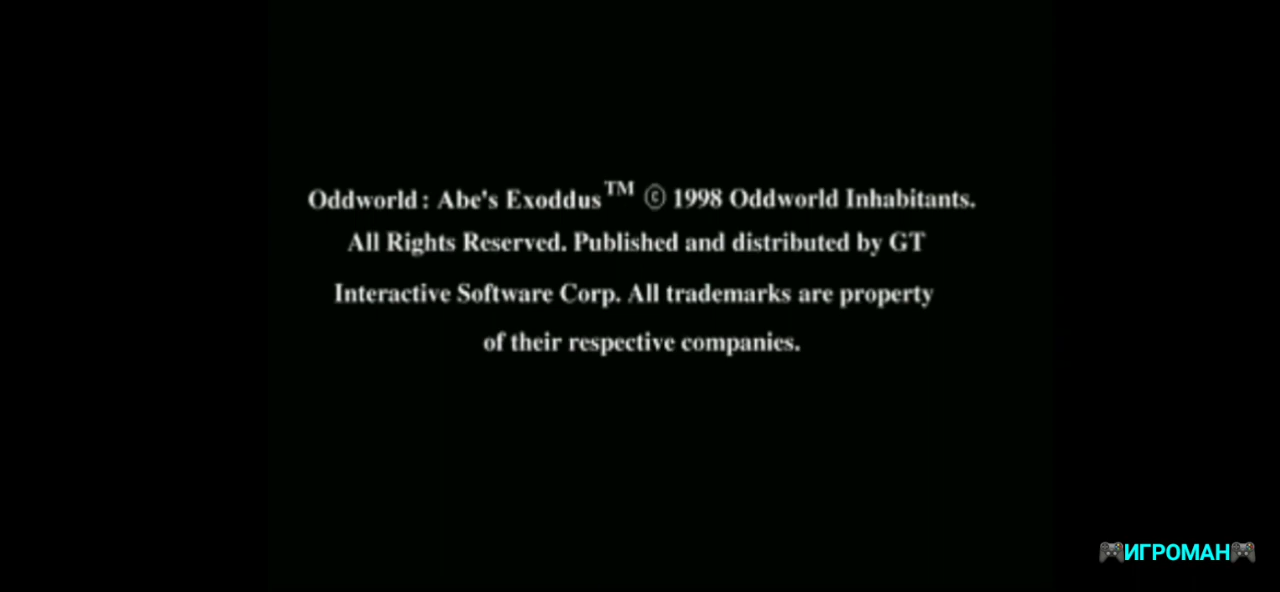 Oddworld: Abe's Exoddus™ © 1998 Oddworld Inhabitants.
All Rights Reserved. Published and distributed by GT
Interactive Software Corp. All trademarks are property
of their respective companies.
🎮ИГРОМАН🎮